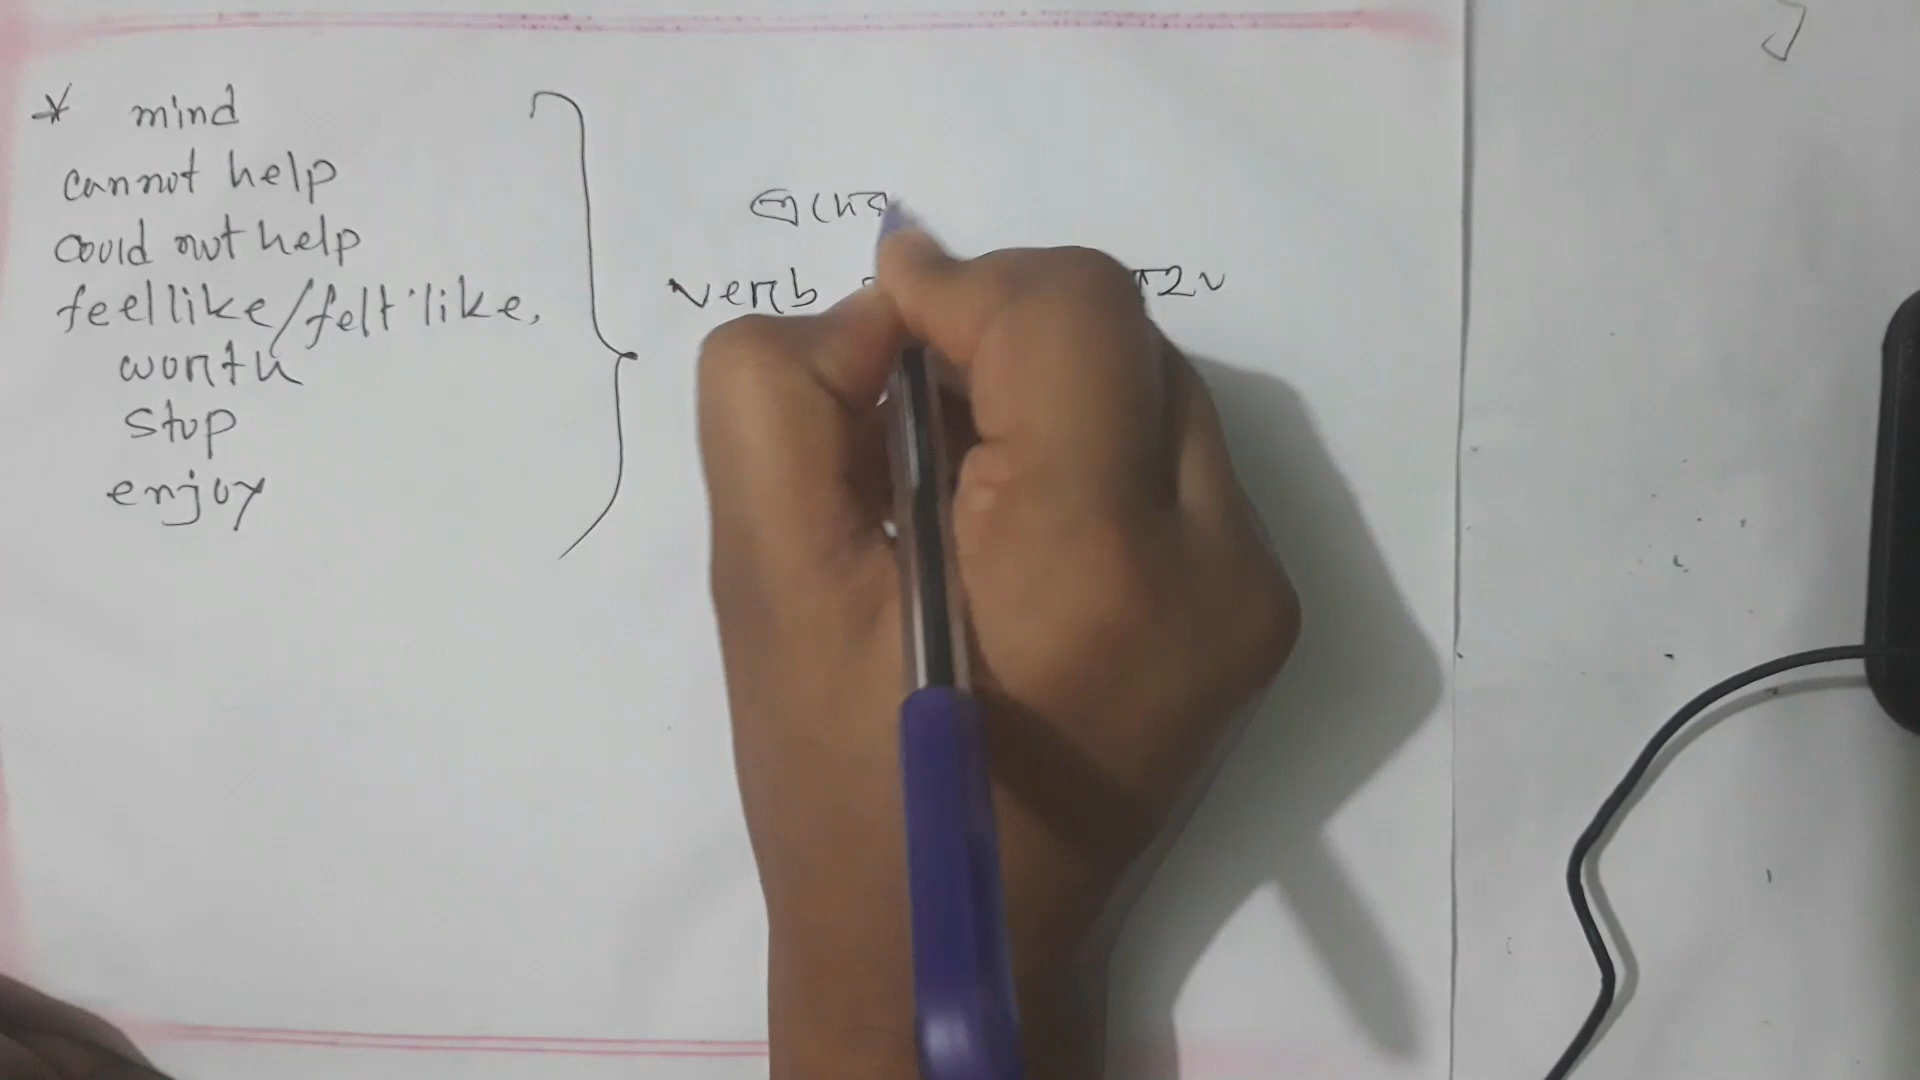 * mind
cannot help
could not help
feel like/felt like,
worth
stop
enjoy
verb